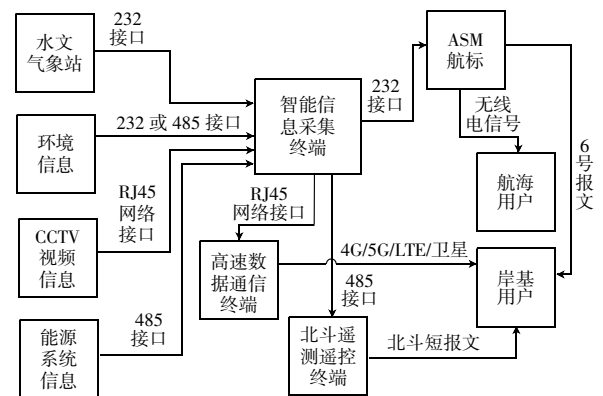 水文
气象站
232
接口
ASM
航标
环境
信息
232 或 485 接口
智能信
息采集
终端
232
接口
无线
电信号
6
号
报
文
航海
用户
CCTV
视频
信息
RJ45
网络
接口
RJ45
网络接口
高速数
据通信
终端
4G/5G/LTE/卫星
岸基
用户
485
接口
能源
系统
信息
485
接口
北斗遥
测遥控
终端
北斗短报文